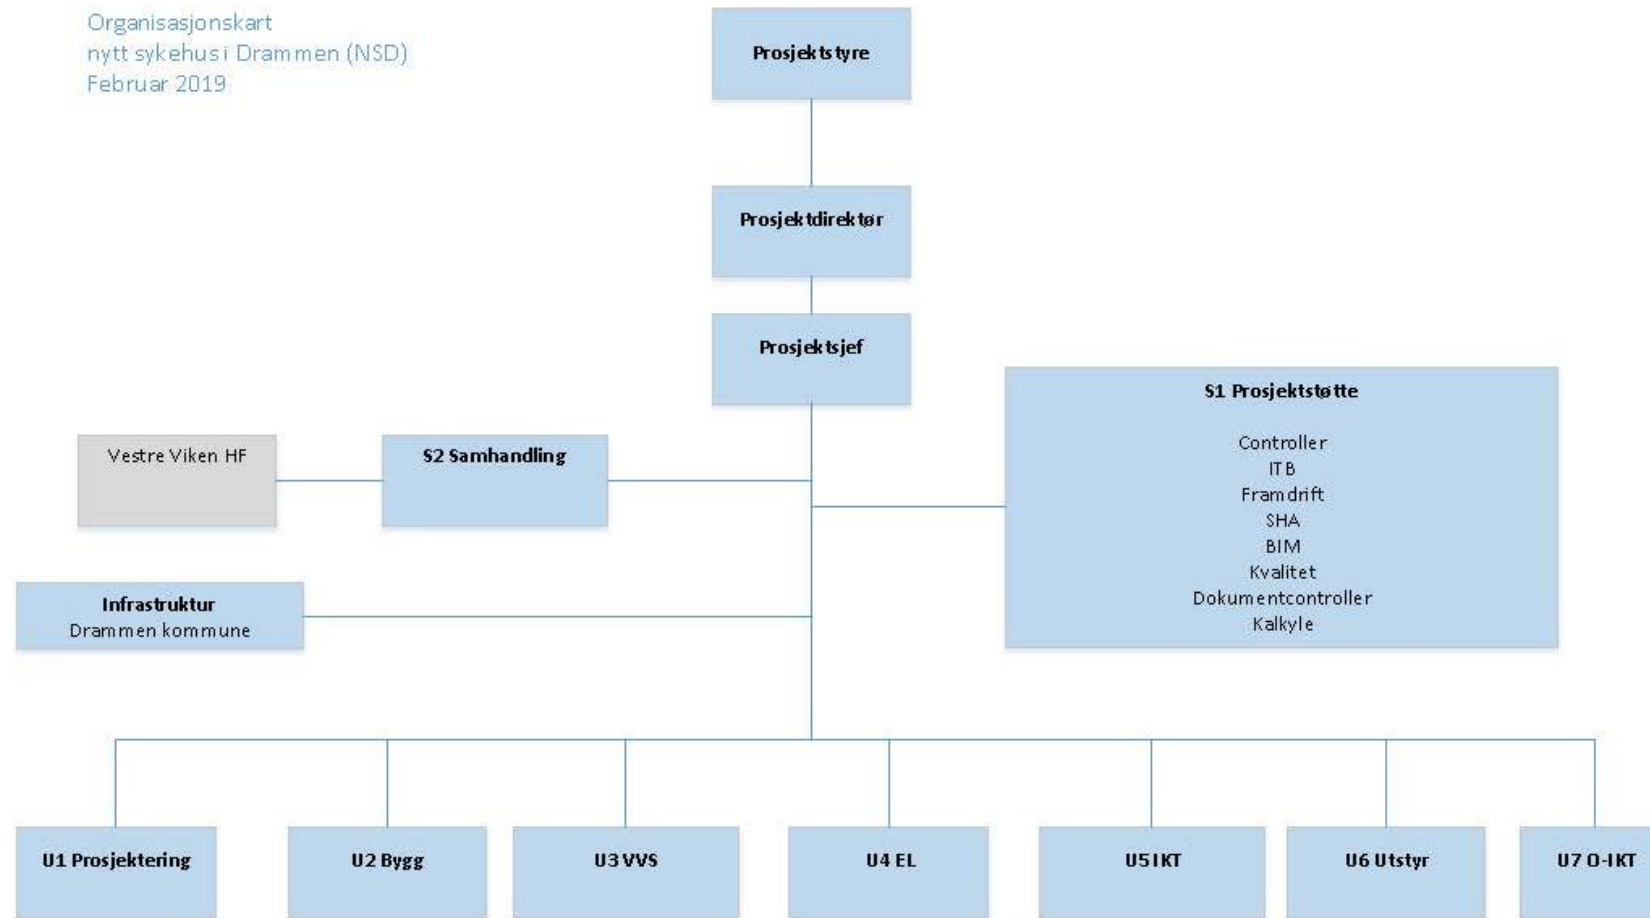 Organisasjonskart
nytt sykehus i Drammen (NSD)
Februar 2019
Prosjektstyre
Prosjektdirektør
Prosjektsjef
S1 Prosjektstøtte
Controller
ITB
Framdrift
SHA
BIM
Kvalitet
Dokumentcontroller
Kalkyle
Vestre Viken HF
S2 Samhandling
Infrastruktur
Drammen kommune
U1 Prosjektering
U2 Bygg
U3 VVS
U4 EL
U5 IKT
U6 Utstyr
U7 O-IKT